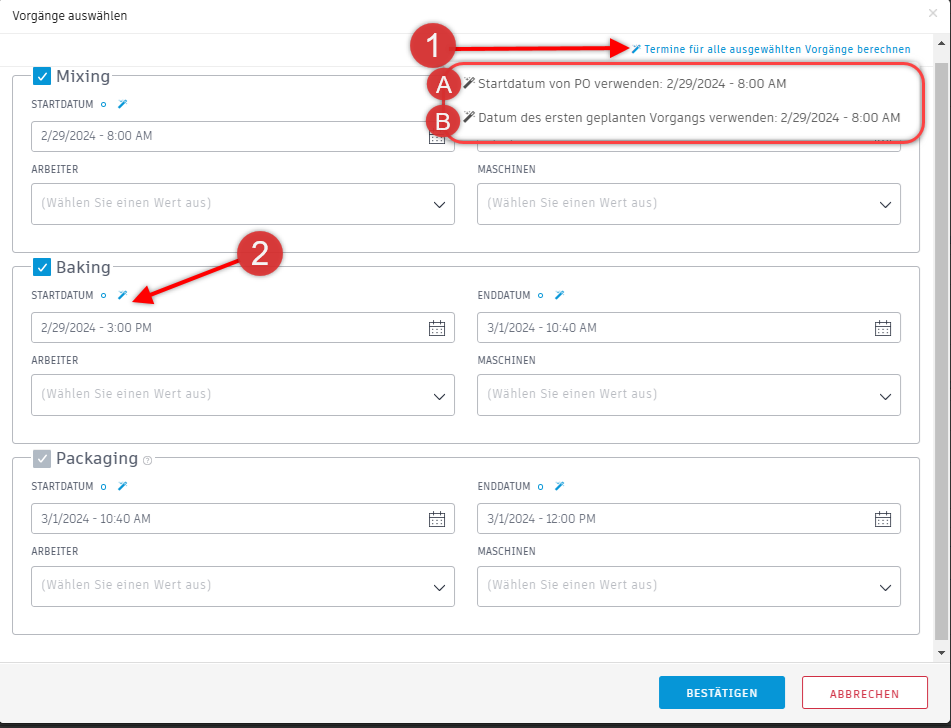 Vorgänge auswählen
1
Termine für alle ausgewählten Vorgänge berechnen
Mixing
A
Startdatum von PO verwenden: 2/29/2024 - 8:00 AM
STARTDATUM
B
Datum des ersten geplanten Vorgangs verwenden: 2/29/2024 - 8:00 AM
2/29/2024 - 8:00 AM
ARBEITER
MASCHINEN
(Wählen Sie einen Wert aus)
(Wählen Sie einen Wert aus)
Baking
2
STARTDATUM
ENDDATUM
2/29/2024 - 3:00 PM
3/1/2024 - 10:40 AM
ARBEITER
MASCHINEN
(Wählen Sie einen Wert aus)
(Wählen Sie einen Wert aus)
Packaging
STARTDATUM
ENDDATUM
3/1/2024 - 10:40 AM
3/1/2024 - 12:00 PM
ARBEITER
MASCHINEN
(Wählen Sie einen Wert aus)
(Wählen Sie einen Wert aus)
BESTÄTIGEN
ABBRECHEN